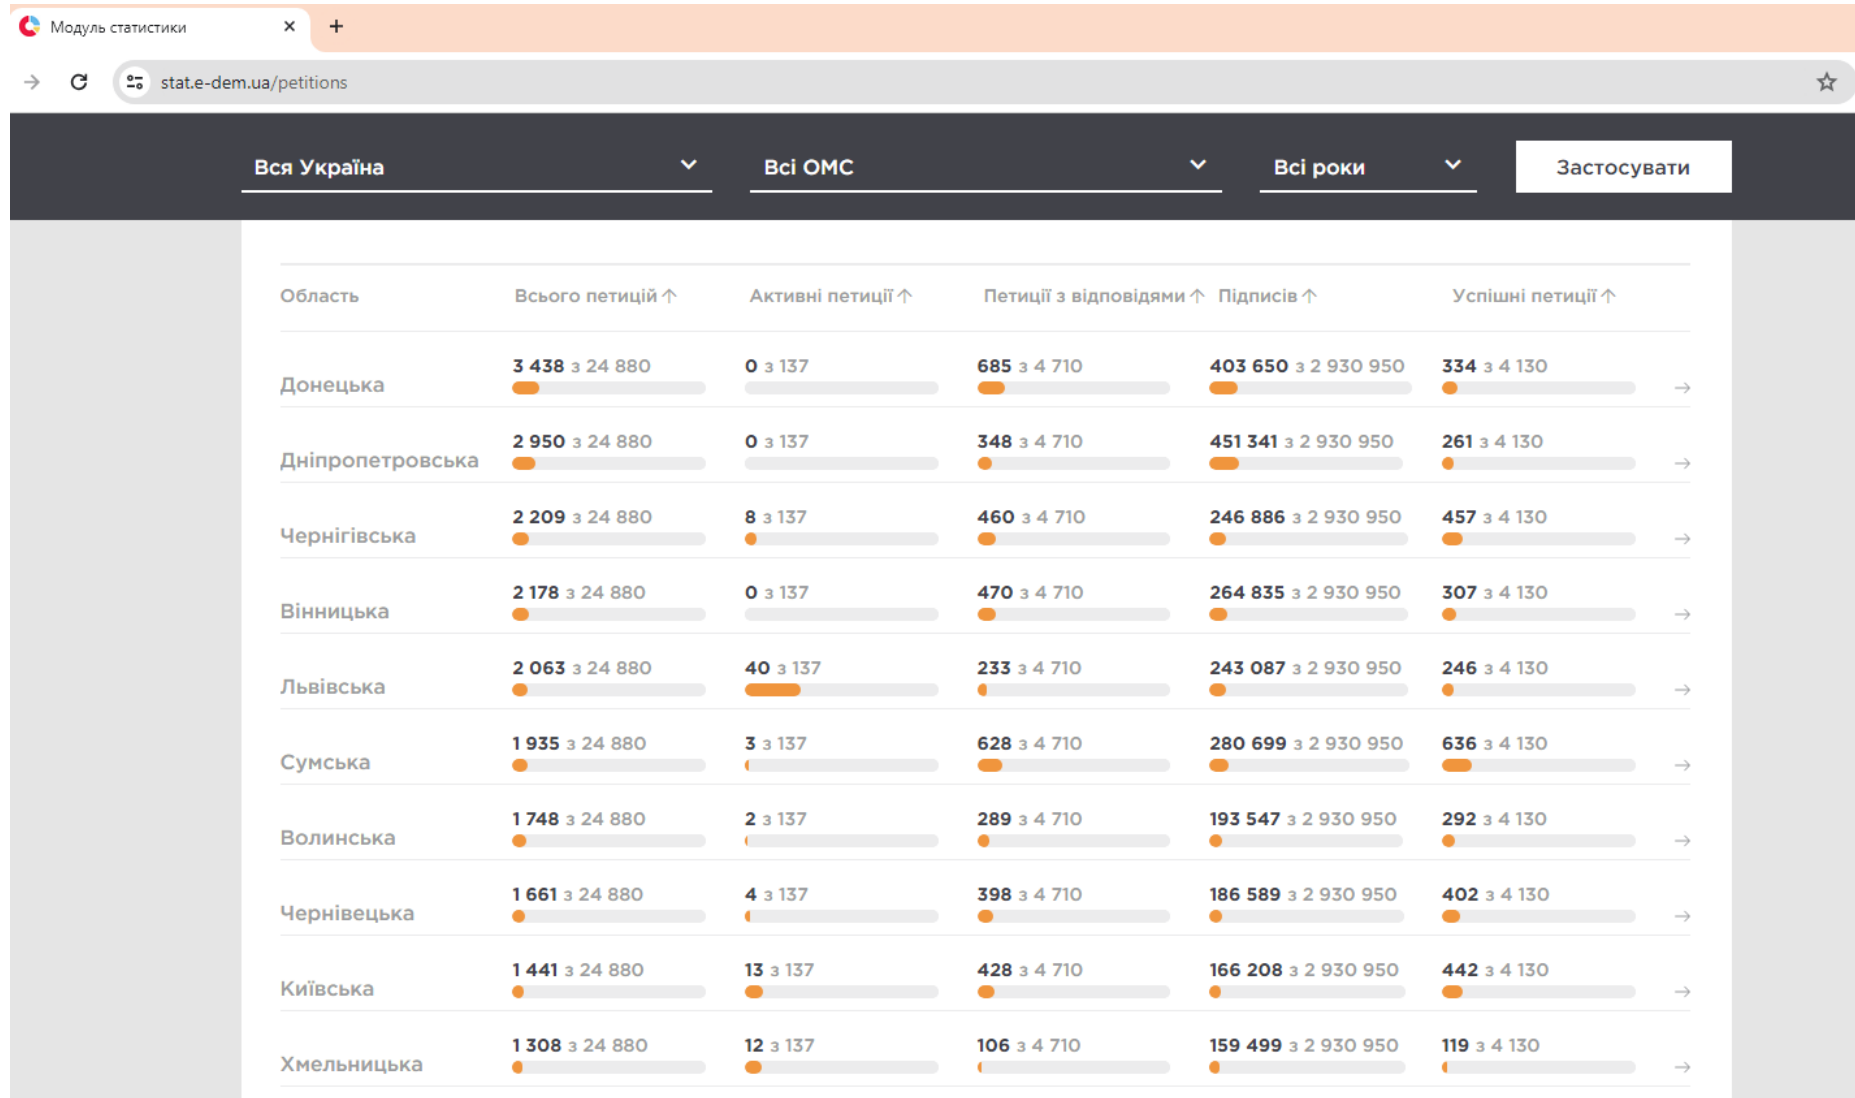 Модуль статистики
stat.e-dem.ua/petitions
Вся Україна Всі ОМС Всі роки Застосувати
Область Всього петицій Активні петиції Петиції з відповідями Підписів Успішні петиції
Донецька 3 438 з 24 880 0 з 137 685 з 4 710 403 650 з 2 930 950 334 з 4 130
Дніпропетровська 2 950 з 24 880 0 з 137 348 з 4 710 451 341 з 2 930 950 261 з 4 130
Чернігівська 2 209 з 24 880 8 з 137 460 з 4 710 246 886 з 2 930 950 457 з 4 130
Вінницька 2 178 з 24 880 0 з 137 470 з 4 710 264 835 з 2 930 950 307 з 4 130
Львівська 2 063 з 24 880 40 з 137 233 з 4 710 243 087 з 2 930 950 246 з 4 130
Сумська 1 935 з 24 880 3 з 137 628 з 4 710 280 699 з 2 930 950 636 з 4 130
Волинська 1 748 з 24 880 2 з 137 289 з 4 710 193 547 з 2 930 950 292 з 4 130
Чернівецька 1 661 з 24 880 4 з 137 398 з 4 710 186 589 з 2 930 950 402 з 4 130
Київська 1 441 з 24 880 13 з 137 428 з 4 710 166 208 з 2 930 950 442 з 4 130
Хмельницька 1 308 з 24 880 12 з 137 106 з 4 710 159 499 з 2 930 950 119 з 4 130